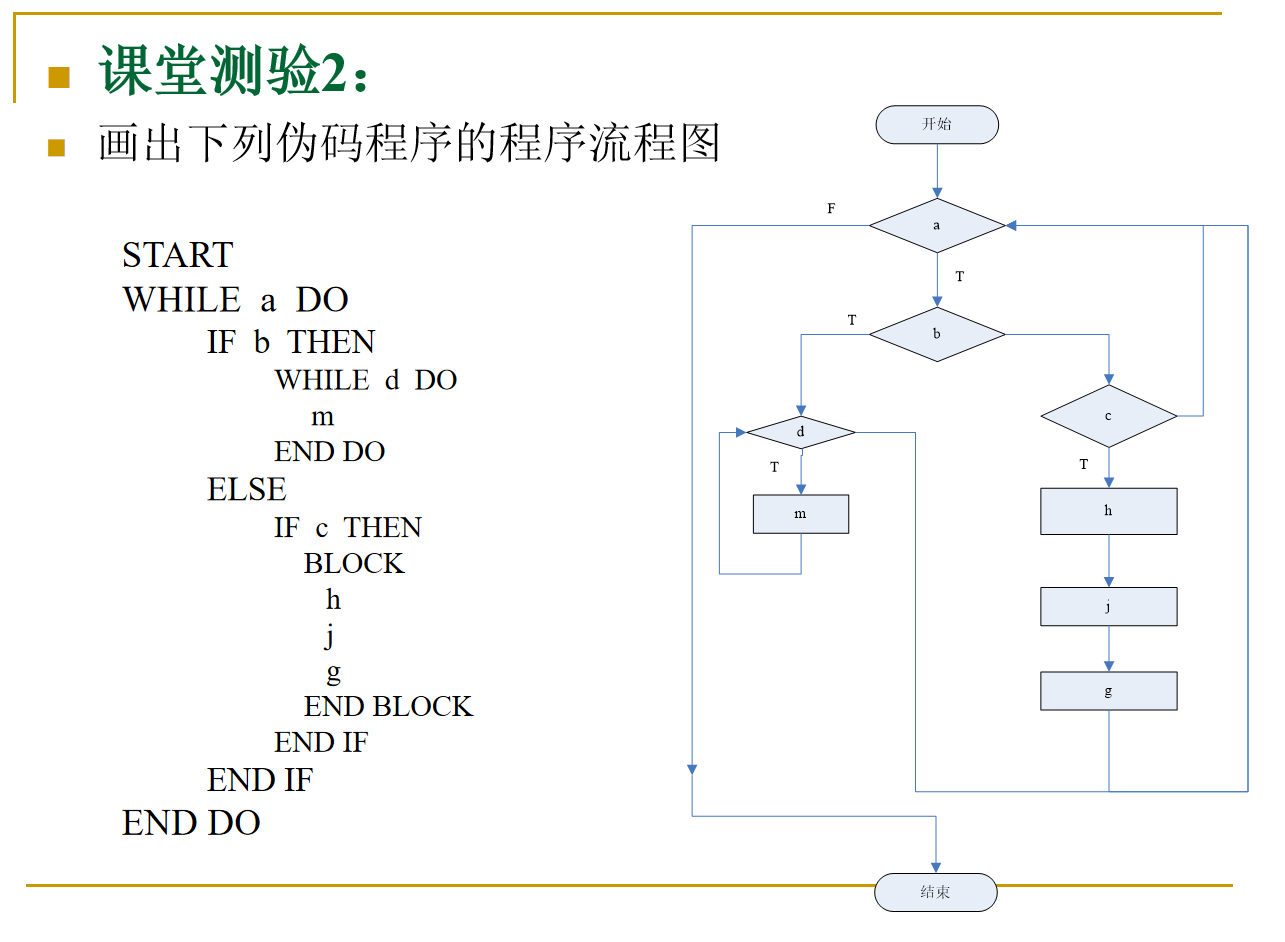 课堂测验2：
画出下列伪码程序的程序流程图
START
WHILE a DO
IF b THEN
WHILE d DO
m
END DO
ELSE
IF c THEN
BLOCK
h
j
g
END BLOCK
END IF
END IF
END DO
开始
F
a
T
T
b
d
c
T
T
m
h
j
g
结束